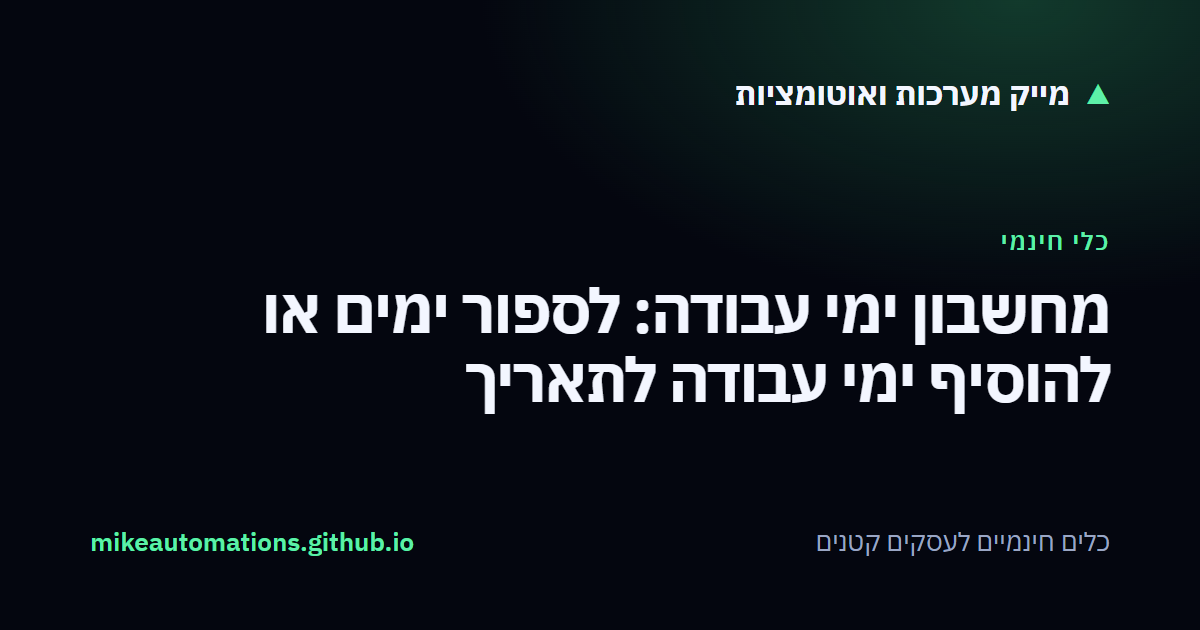 מייק מערכות ואוטומציות
כלי חינמי
מחשבון ימי עבודה: לספור ימים או
להוסיף ימי עבודה לתאריך
כלים חינמיים לעסקים קטנים
mikeautomations.github.io